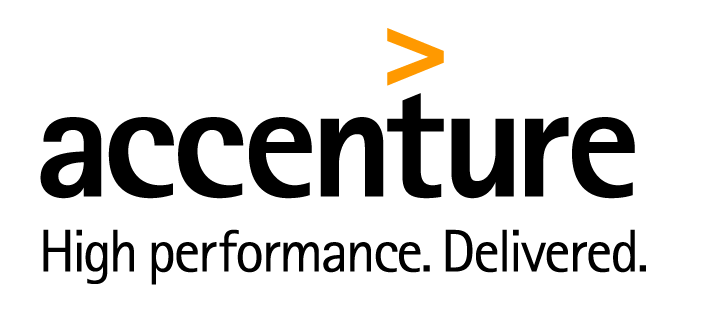 >
accenture
High performance. Delivered.